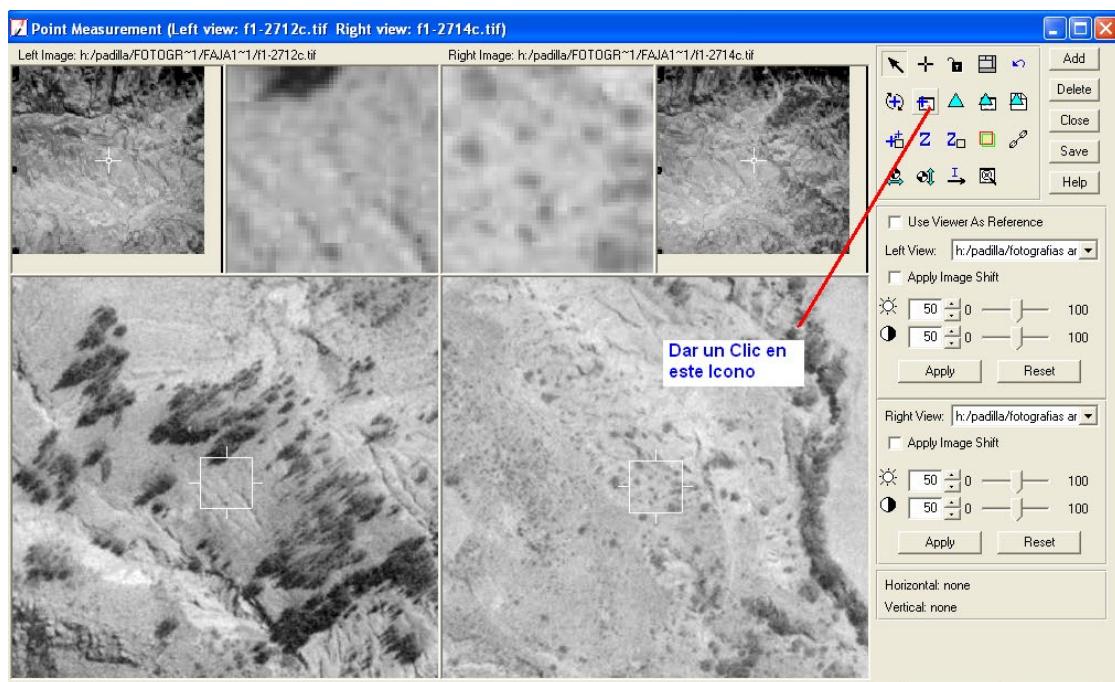 Point Measurement (Left view: f1-2712c.tif Right view: f1-2714c.tif)
Left Image: h:/padilla/FOTOGR~1/FAJA1~1/f1-2712c.tif
Right Image: h:/padilla/FOTOGR~1/FAJA1~1/f1-2714c.tif
Add
Delete
Close
Save
Help
Use Viewer As Reference
Left View: h:/padilla/fotografias ar
Apply Image Shift
50 0 100
50 0 100
Apply Reset
Dar un Clic en
este Icono
Right View: h:/padilla/fotografias ar
Apply Image Shift
50 0 100
50 0 100
Apply Reset
Horizontal: none
Vertical: none